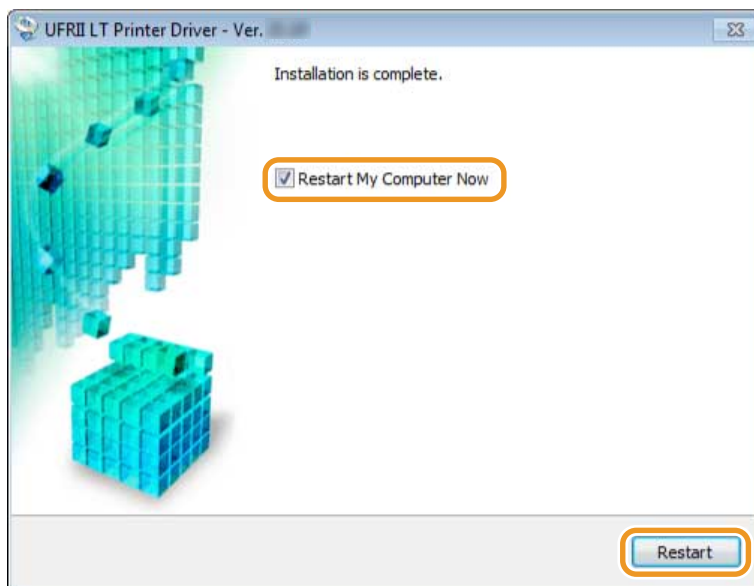 UFRII LT Printer Driver - Ver.
Installation is complete.
Restart My Computer Now
Restart